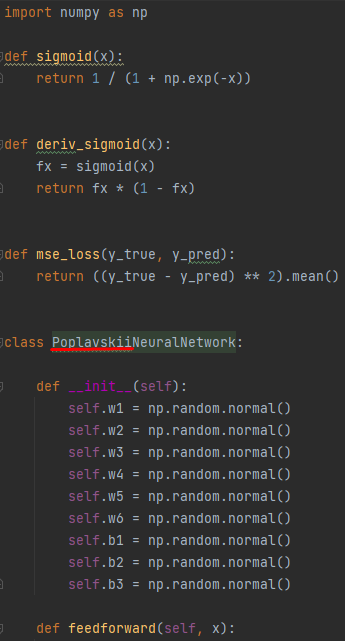 import numpy as np
def sigmoid(x):
return 1 / (1 + np.exp(-x))
def deriv_sigmoid(x):
fx = sigmoid(x)
return fx * (1 - fx)
def mse_loss(y_true, y_pred):
return ((y_true - y_pred) ** 2).mean()
class PoplavskiiNeuralNetwork:
def __init__(self):
self.w1 = np.random.normal()
self.w2 = np.random.normal()
self.w3 = np.random.normal()
self.w4 = np.random.normal()
self.w5 = np.random.normal()
self.w6 = np.random.normal()
self.b1 = np.random.normal()
self.b2 = np.random.normal()
self.b3 = np.random.normal()
def feedforward(self, x):